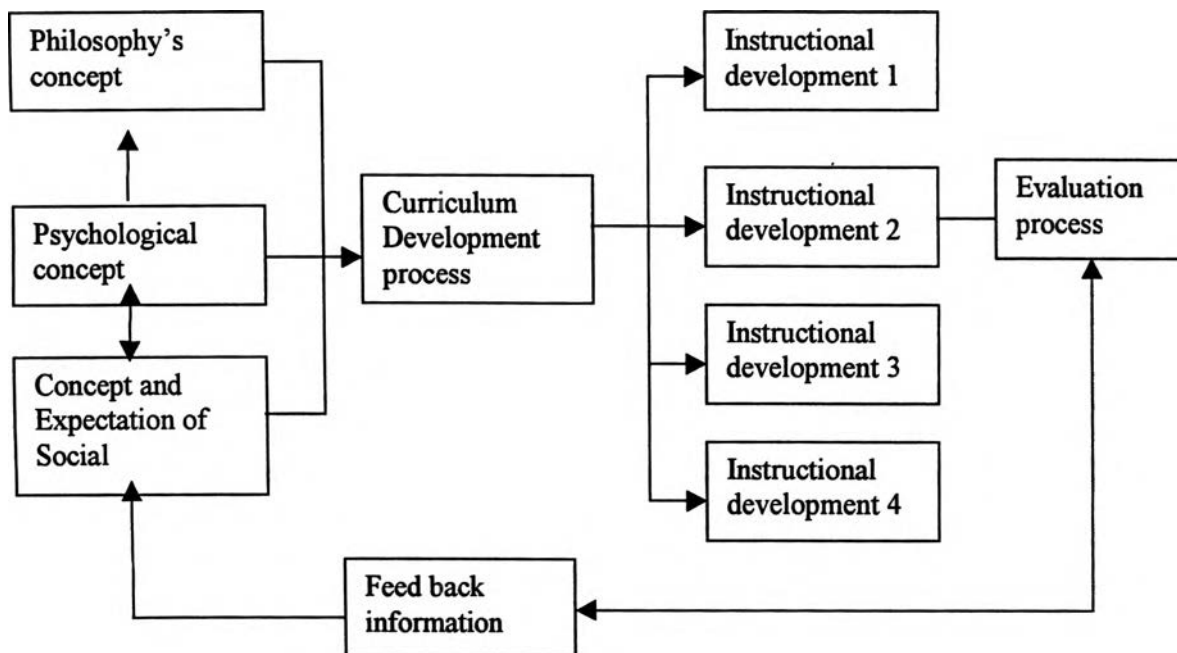 Philosophy's
concept
Psychological
concept
Concept and
Expectation of
Social
Curriculum
Development
process
Instructional
development 1
Instructional
development 2
Instructional
development 3
Instructional
development 4
Evaluation
process
Feed back
information